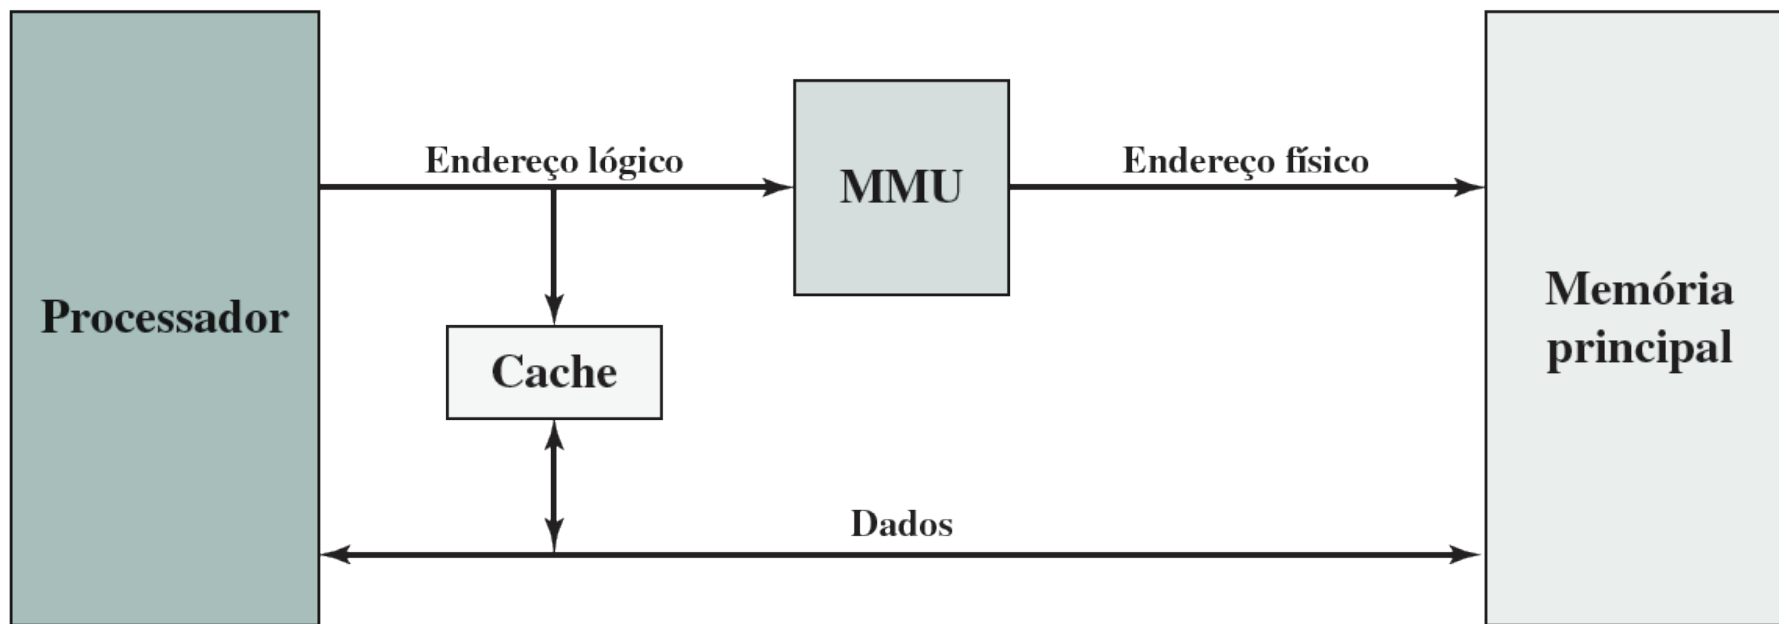 Endereço lógico
Endereço físico
MMU
Processador
Memória
principal
Cache
Dados